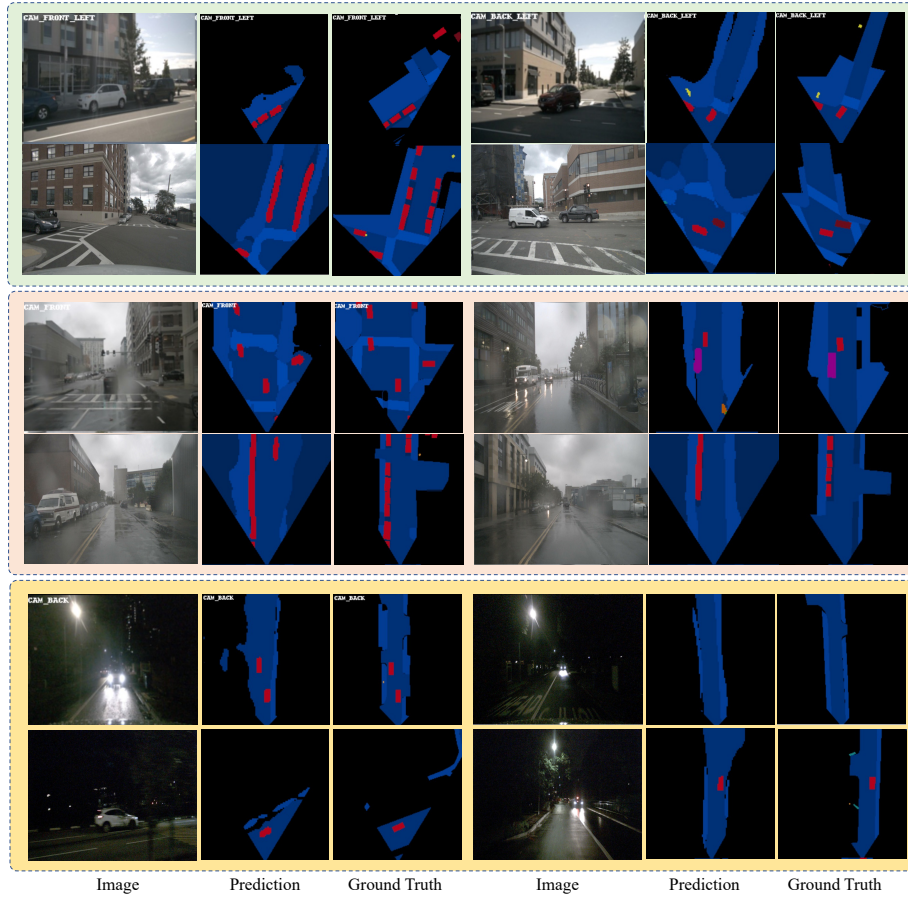 CAM_FRONT_LEFT CAM_FRONT_LEFT CAM_FRONT_LEFT CAM_BACK_LEFT CAM_BACK_LEFT CAM_BACK_LEFT
CAM_FRONT CAM_FRONT CAM_FRONT
CAM_BACK CAM_BACK CAM_BACK
Image Prediction Ground Truth Image Prediction Ground Truth